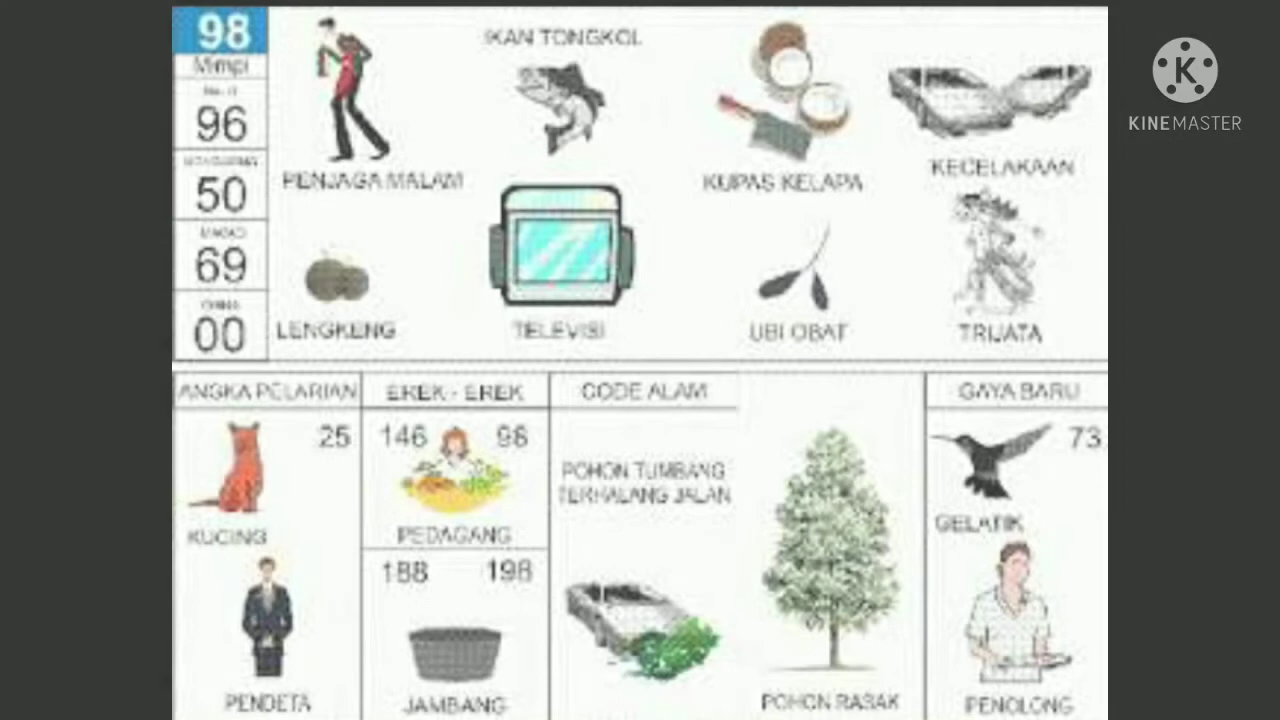 98
Mimpi
96
50
MACAO
69
CHINA
00
PENJAGA MALAM
IKAN TONGKOL
KUPAS KELAPA
KECELAKAAN
LENGKENG
TELEVISI
UBI OBAT
TRIJATA
ANGKA PELARIAN
25
KUCING
PENDETA
EREK - EREK
146 98
PEDAGANG
188 198
JAMBANG
CODE ALAM
POHON TUMBANG
TERHALANG JALAN
POHON RASAK
GAYA BARU
73
GELATIK
PENOLONG
K
KINEMASTER